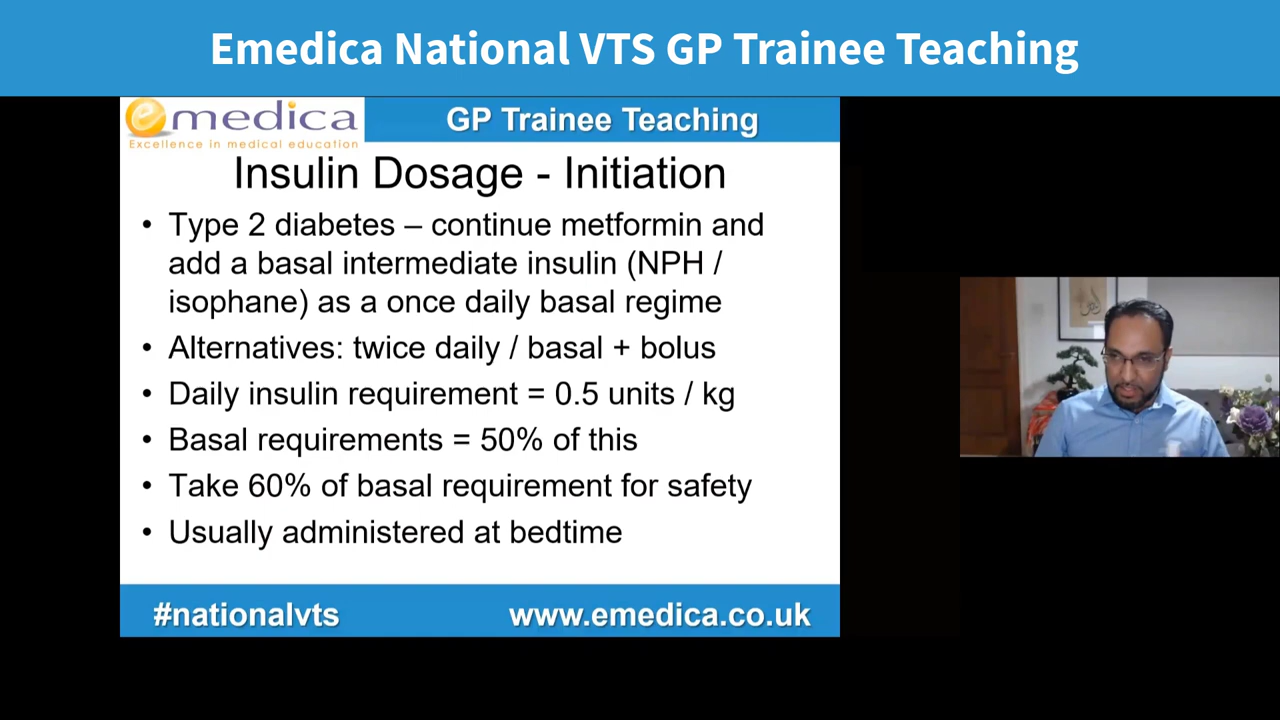 Emedica National VTS GP Trainee Teaching
emedica
Excellence in medical education
GP Trainee Teaching
Insulin Dosage - Initiation
• Type 2 diabetes – continue metformin and
add a basal intermediate insulin (NPH /
isophane) as a once daily basal regime
• Alternatives: twice daily / basal + bolus
• Daily insulin requirement = 0.5 units / kg
• Basal requirements = 50% of this
• Take 60% of basal requirement for safety
• Usually administered at bedtime
#nationalvts
www.emedica.co.uk